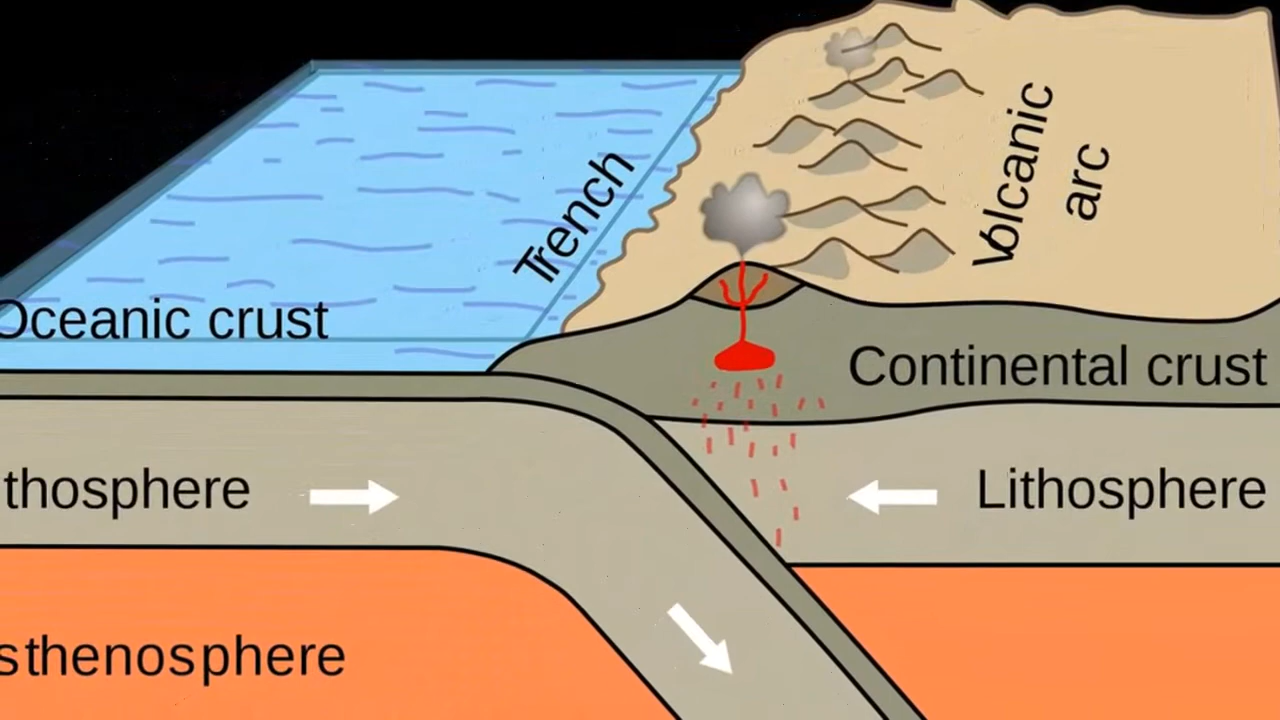 Trench
Volcanic
arc
Oceanic crust
Continental crust
thosphere
Lithosphere
sthenosphere